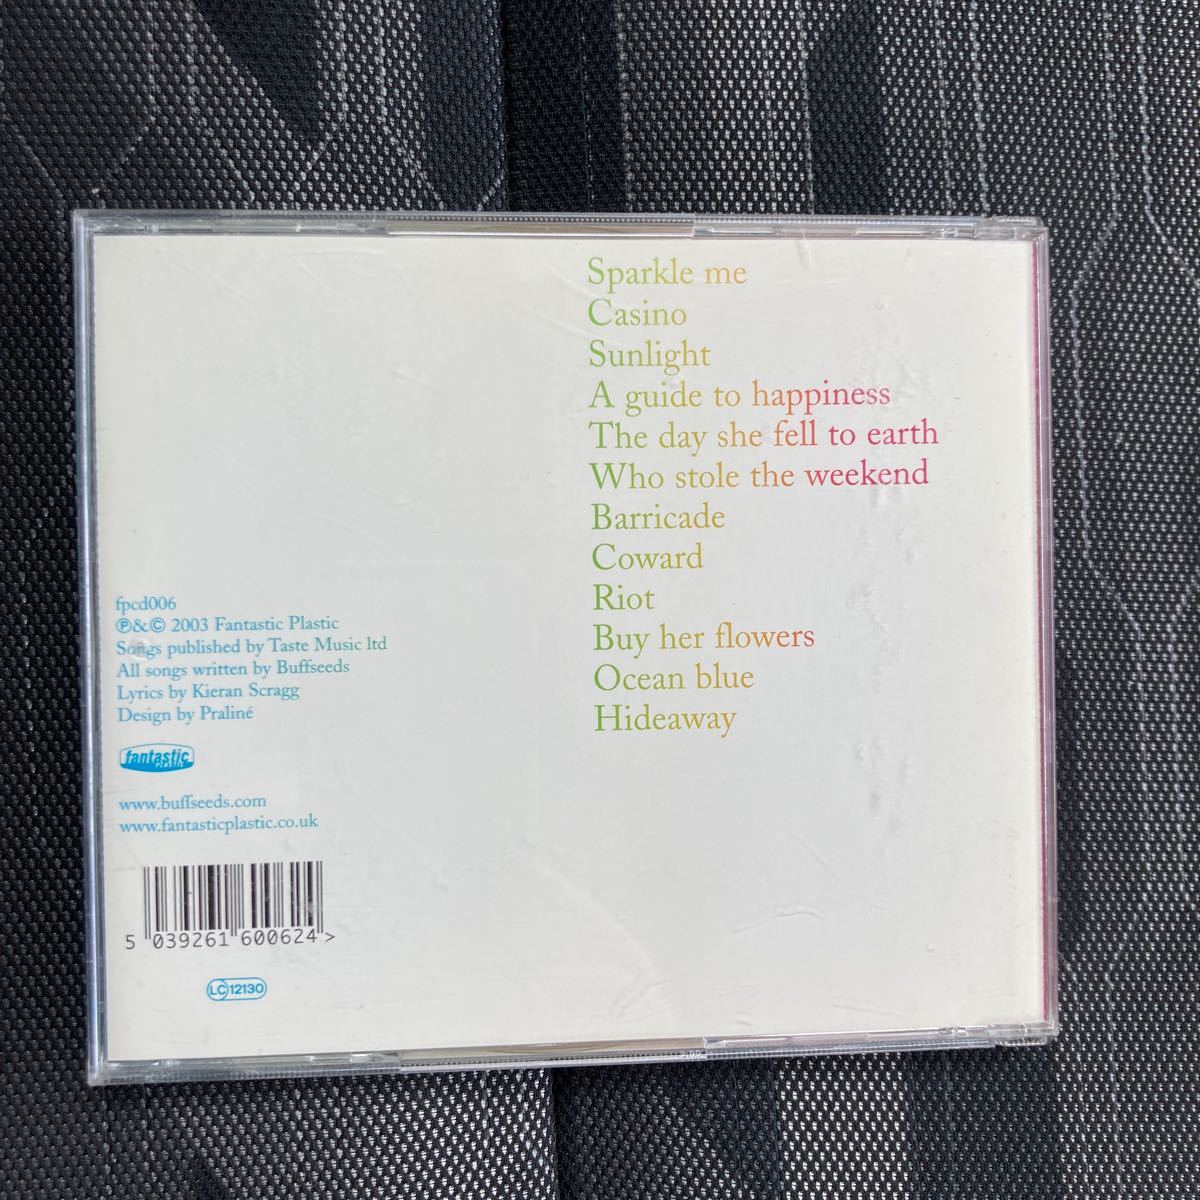 Sparkle me
Casino
Sunlight
A guide to happiness
The day she fell to earth
Who stole the weekend
Barricade
Coward
Riot
Buy her flowers
Ocean blue
Hideaway
fpcd006
℗&© 2003 Fantastic Plastic
Songs published by Taste Music ltd
All songs written by Buffseeds
Lyrics by Kieran Scragg
Design by Praliné
fantastic
plastic
www.buffseeds.com
www.fantasticplastic.co.uk
5 039261 600624 >
LC 12130